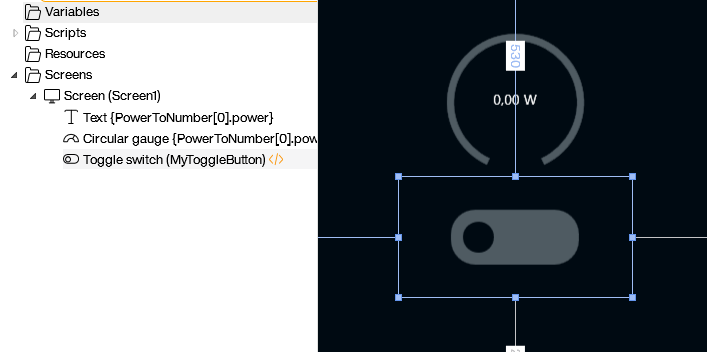 Variables
Scripts
Resources
Screens
Screen (Screen1)
Text {PowerToNumber[0].power}
Circular gauge {PowerToNumber[0].pow
Toggle switch (MyToggleButton) </>
530
0,00 W